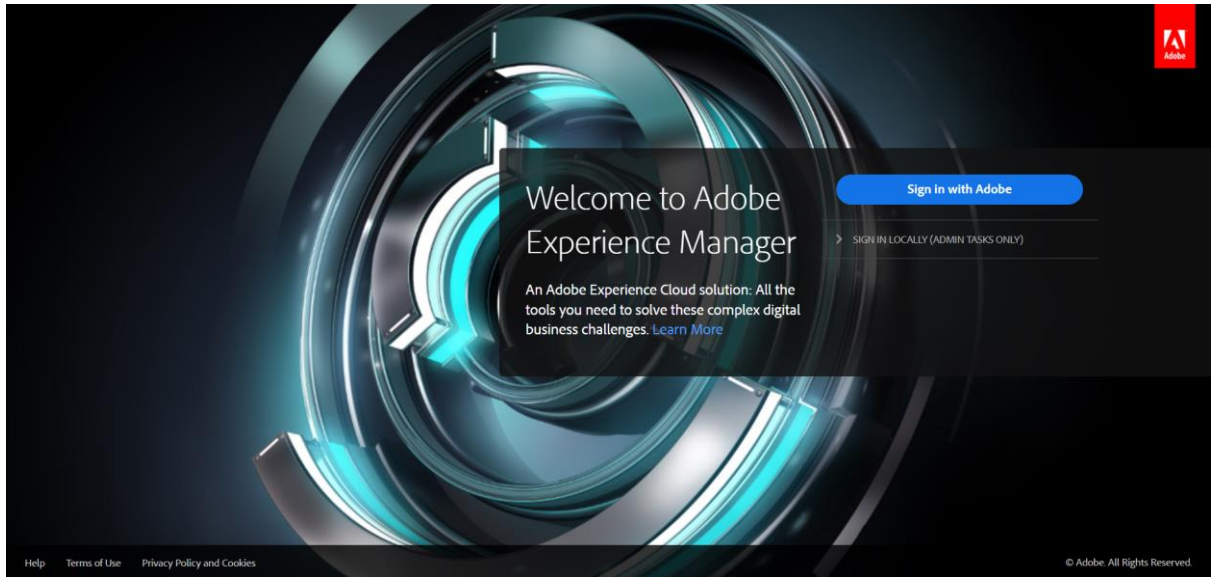 Adobe
Welcome to Adobe
Experience Manager
An Adobe Experience Cloud solution: All the
tools you need to solve these complex digital
business challenges. Learn More
Sign in with Adobe
SIGN IN LOCALLY (ADMIN TASKS ONLY)
Help Terms of Use Privacy Policy and Cookies
© Adobe. All Rights Reserved.